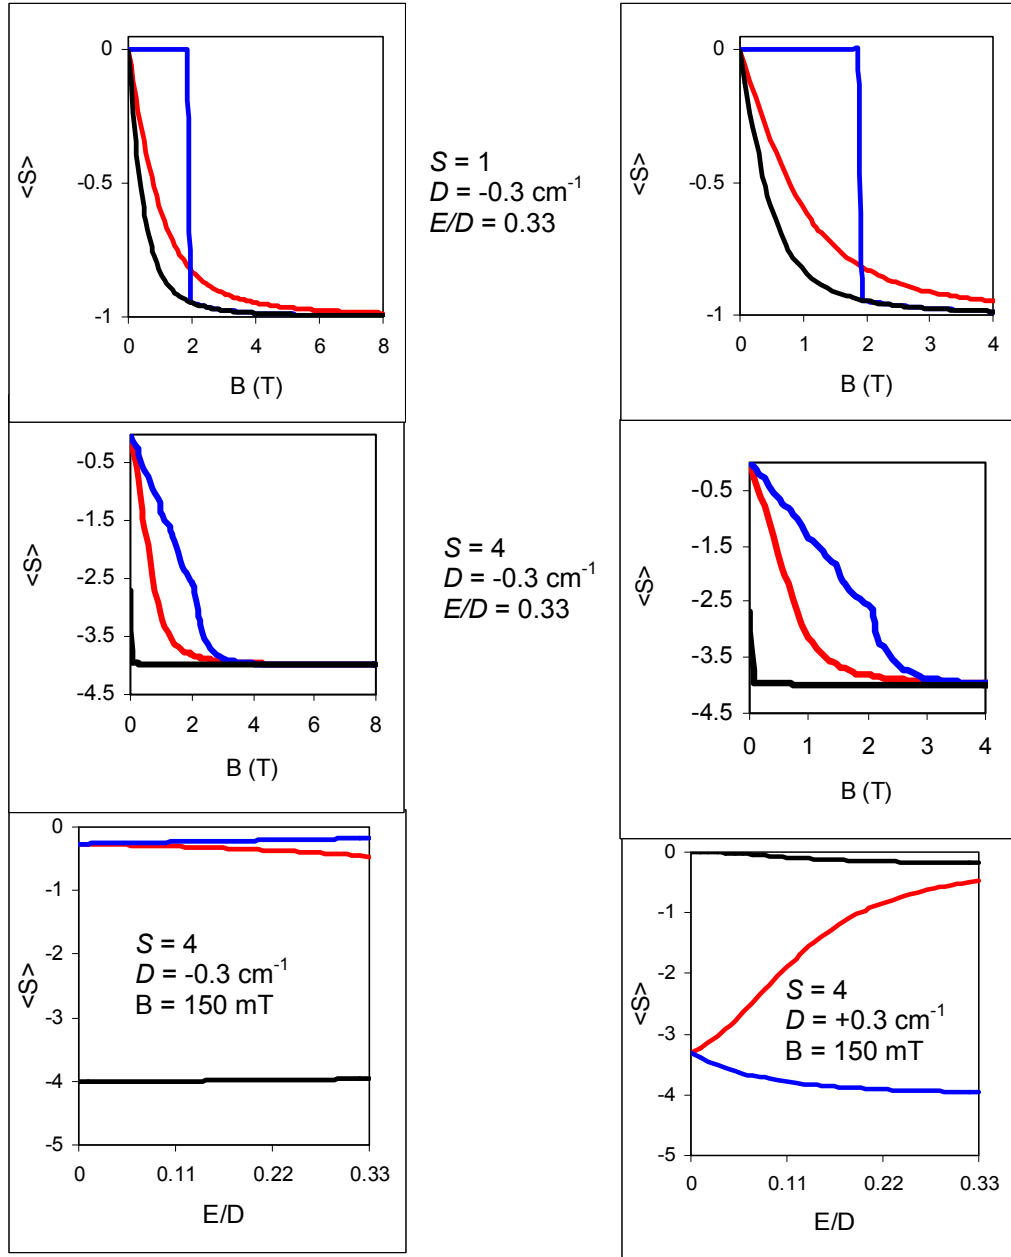 0
-0.5
-1
<S>
0 2 4 6 8
B (T)
S = 1
D = -0.3 cm-1
E/D = 0.33
0
-0.5
-1
<S>
0 1 2 3 4
B (T)
-0.5
-1.5
-2.5
-3.5
-4.5
<S>
0 2 4 6 8
B (T)
S = 4
D = -0.3 cm-1
E/D = 0.33
-0.5
-1.5
-2.5
-3.5
-4.5
<S>
0 1 2 3 4
B (T)
0
-1
-2
-3
-4
-5
<S>
S = 4
D = -0.3 cm-1
B = 150 mT
0 0.11 0.22 0.33
E/D
0
-1
-2
-3
-4
-5
<S>
S = 4
D = +0.3 cm-1
B = 150 mT
0 0.11 0.22 0.33
E/D